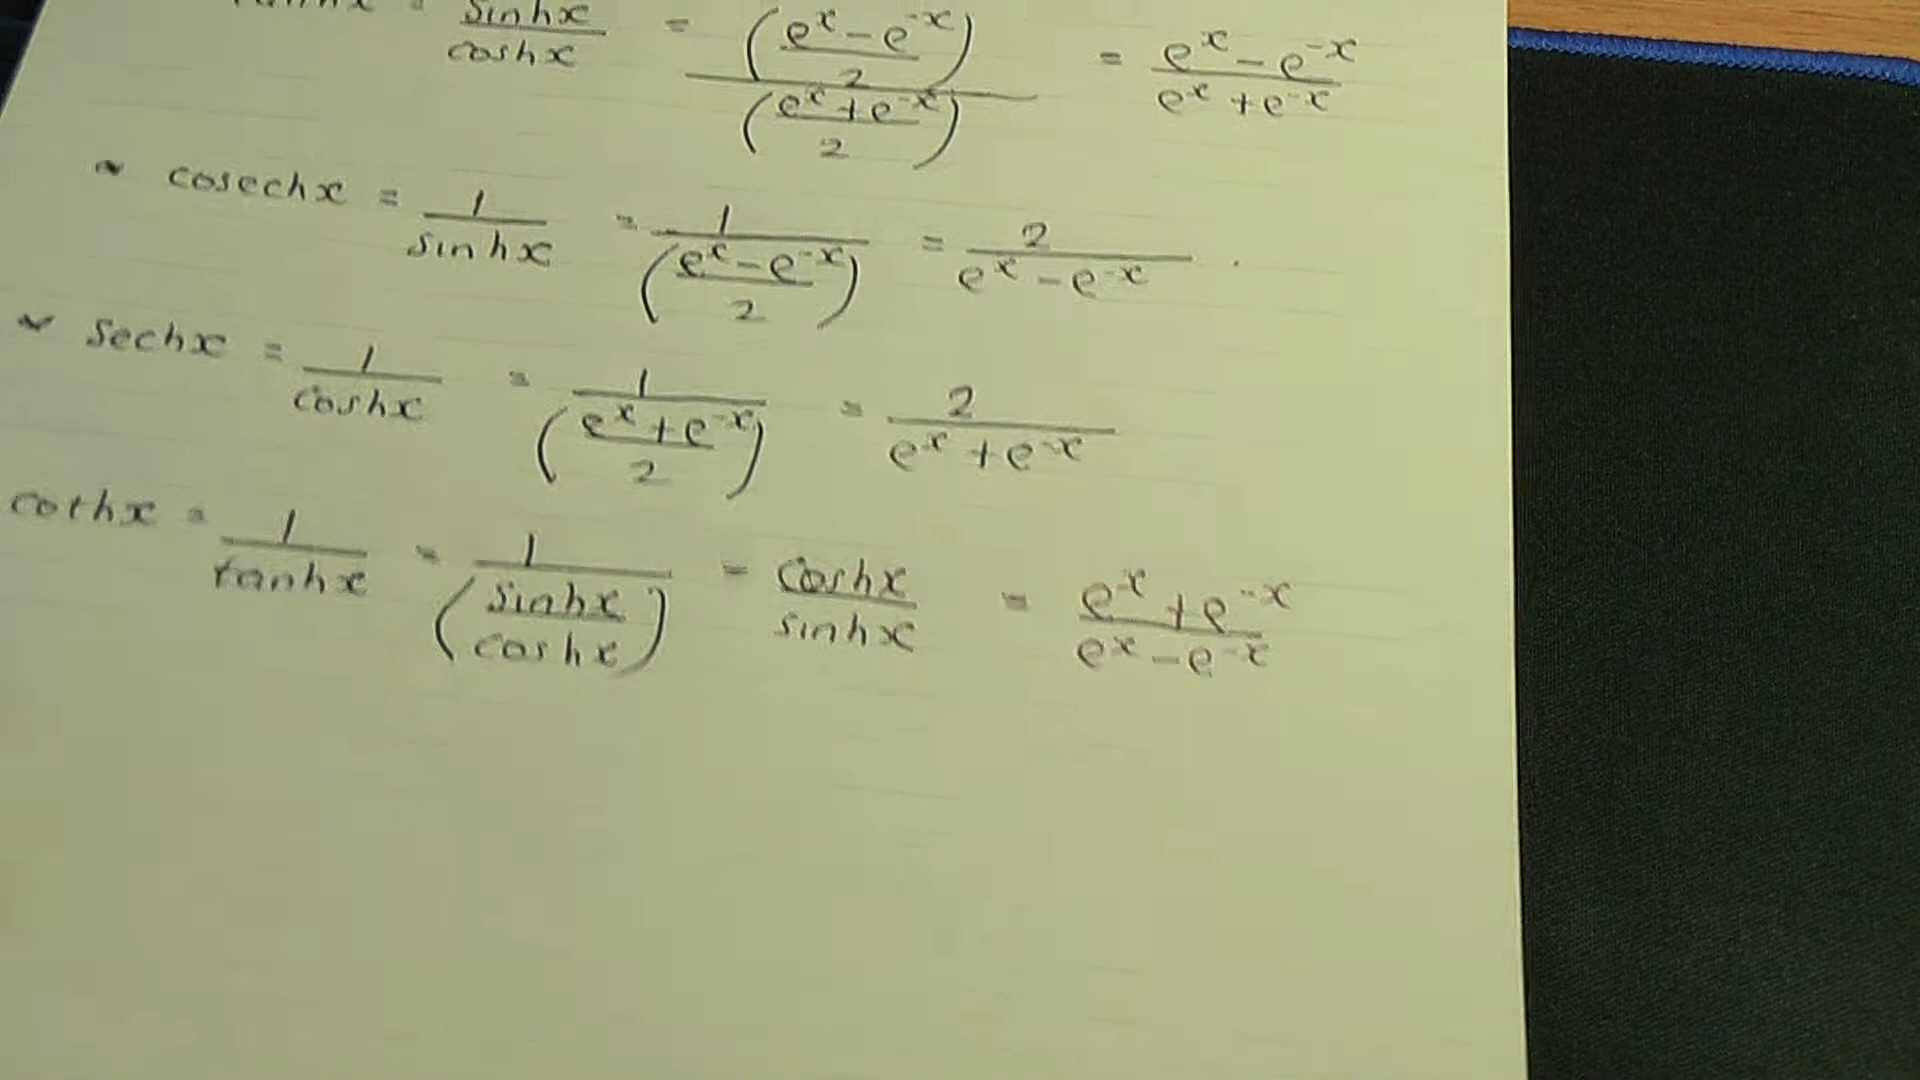 tanhx = sinhx/coshx = ((e^x - e^-x)/2)/((e^x + e^-x)/2) = (e^x - e^-x)/(e^x + e^-x)
~ cosechx = 1/sinhx = 1/((e^x - e^-x)/2) = 2/(e^x - e^-x) .
~ sechx = 1/coshx = 1/((e^x + e^-x)/2) = 2/(e^x + e^-x)
cothx = 1/tanhx = 1/(sinhx/coshx) = coshx/sinhx = (e^x + e^-x)/(e^x - e^-x)